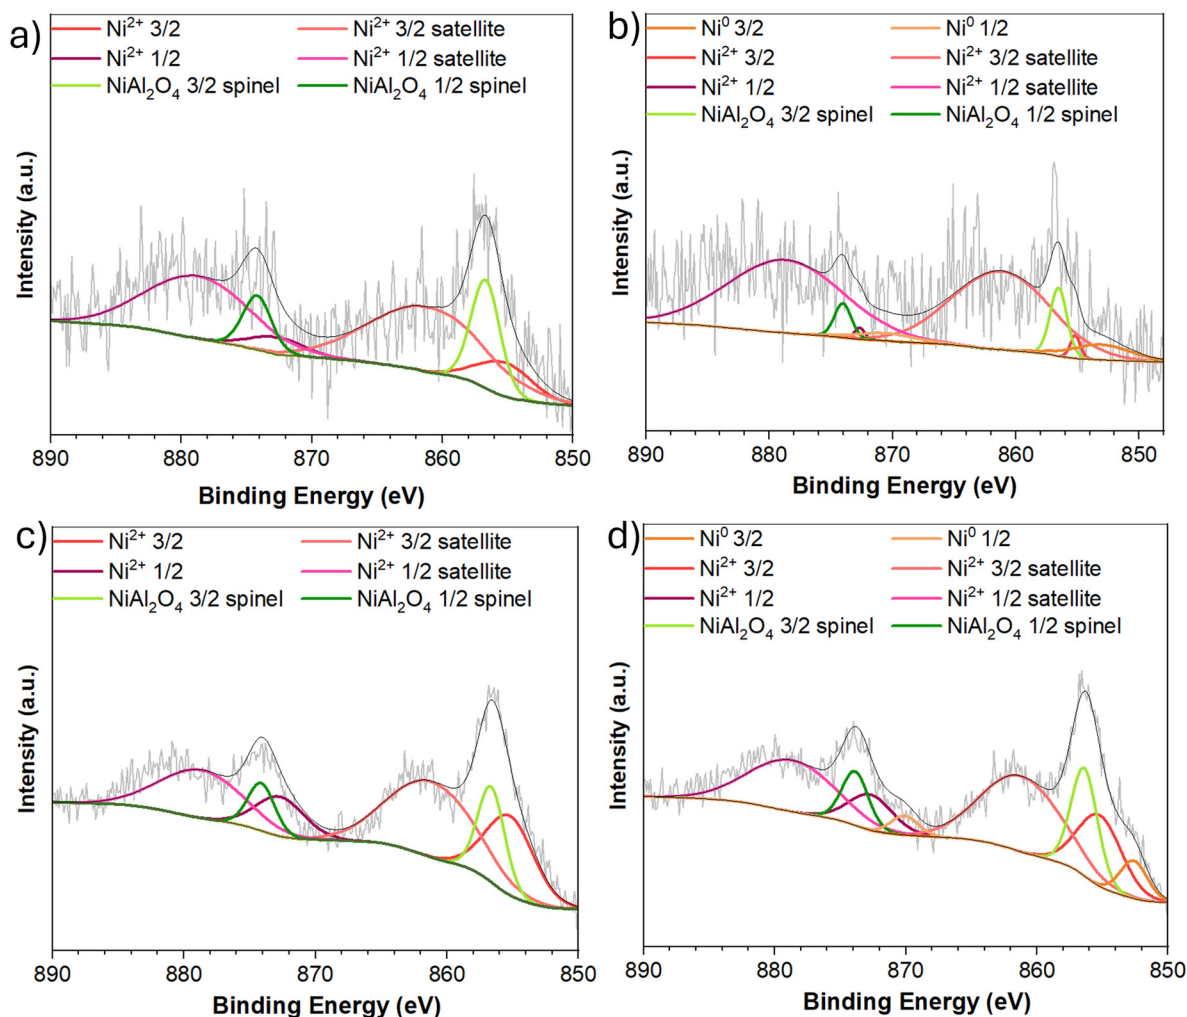 a)
Ni²⁺ 3/2 Ni²⁺ 3/2 satellite
Ni²⁺ 1/2 Ni²⁺ 1/2 satellite
NiAl₂O₄ 3/2 spinel NiAl₂O₄ 1/2 spinel
Intensity (a.u.)
890 880 870 860 850
Binding Energy (eV)
b)
Ni⁰ 3/2 Ni⁰ 1/2
Ni²⁺ 3/2 Ni²⁺ 3/2 satellite
Ni²⁺ 1/2 Ni²⁺ 1/2 satellite
NiAl₂O₄ 3/2 spinel NiAl₂O₄ 1/2 spinel
Intensity (a.u.)
890 880 870 860 850
Binding Energy (eV)
c)
Ni²⁺ 3/2 Ni²⁺ 3/2 satellite
Ni²⁺ 1/2 Ni²⁺ 1/2 satellite
NiAl₂O₄ 3/2 spinel NiAl₂O₄ 1/2 spinel
Intensity (a.u.)
890 880 870 860 850
Binding Energy (eV)
d)
Ni⁰ 3/2 Ni⁰ 1/2
Ni²⁺ 3/2 Ni²⁺ 3/2 satellite
Ni²⁺ 1/2 Ni²⁺ 1/2 satellite
NiAl₂O₄ 3/2 spinel NiAl₂O₄ 1/2 spinel
Intensity (a.u.)
890 880 870 860 850
Binding Energy (eV)